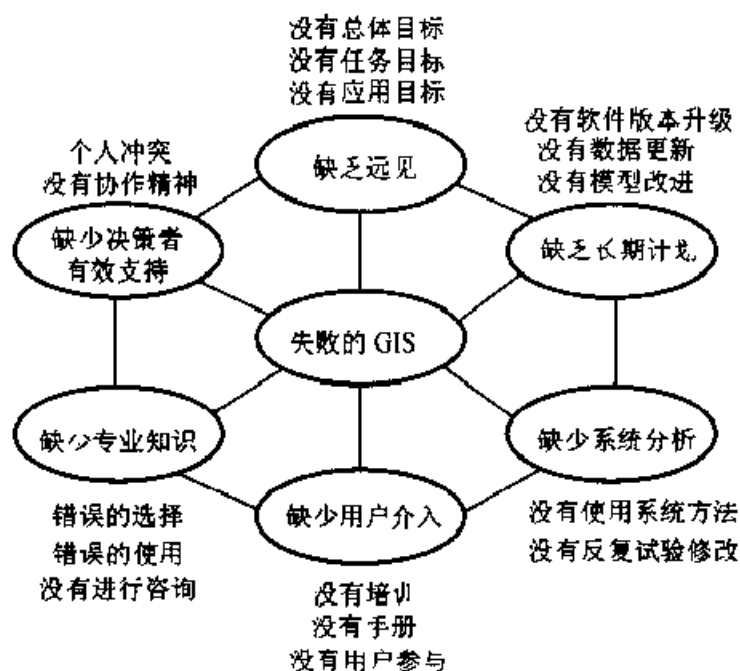 没有总体目标
没有任务目标
没有应用目标
缺乏远见
没有软件版本升级
没有数据更新
没有模型改进
缺乏长期计划
个人冲突
没有协作精神
缺少决策者
有效支持
失败的 GIS
缺少专业知识
错误的选择
错误的使用
没有进行咨询
缺少用户介入
没有培训
没有手册
没有用户参与
缺少系统分析
没有使用系统方法
没有反复试验修改